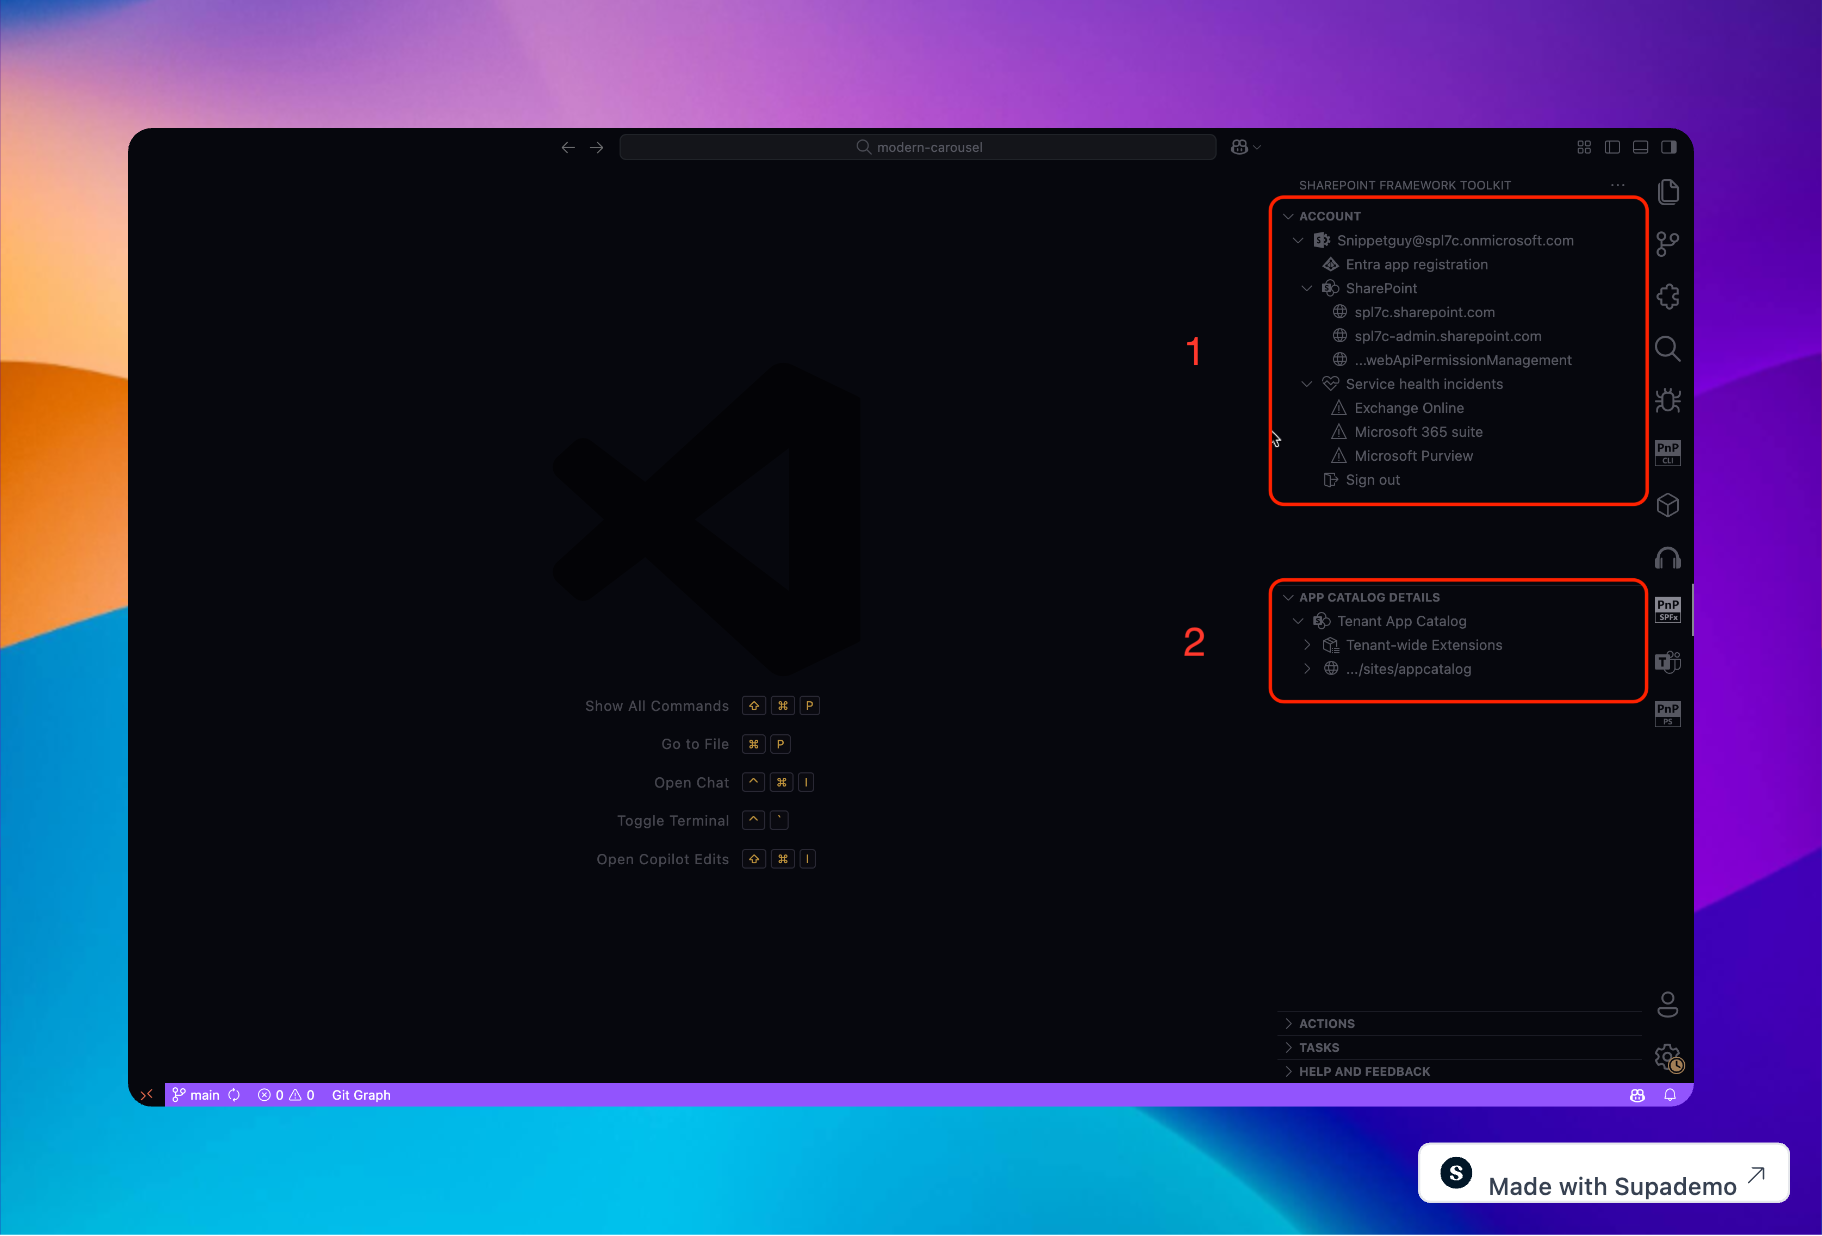 modern-carousel
SHAREPOINT FRAMEWORK TOOLKIT
ACCOUNT
Snippetguy@spl7c.onmicrosoft.com
Entra app registration
SharePoint
spl7c.sharepoint.com
spl7c-admin.sharepoint.com
...webApiPermissionManagement
Service health incidents
Exchange Online
Microsoft 365 suite
Microsoft Purview
Sign out
1
APP CATALOG DETAILS
Tenant App Catalog
Tenant-wide Extensions
.../sites/appcatalog
2
PnP
CLI
PnP
SPFx
T
PnP
PS
Show All Commands ⇧ ⌘ P
Go to File ⌘ P
Open Chat ^ ⌘ I
Toggle Terminal ^ `
Open Copilot Edits ⇧ ⌘ I
ACTIONS
TASKS
HELP AND FEEDBACK
main 0 0 Git Graph
S Made with Supademo